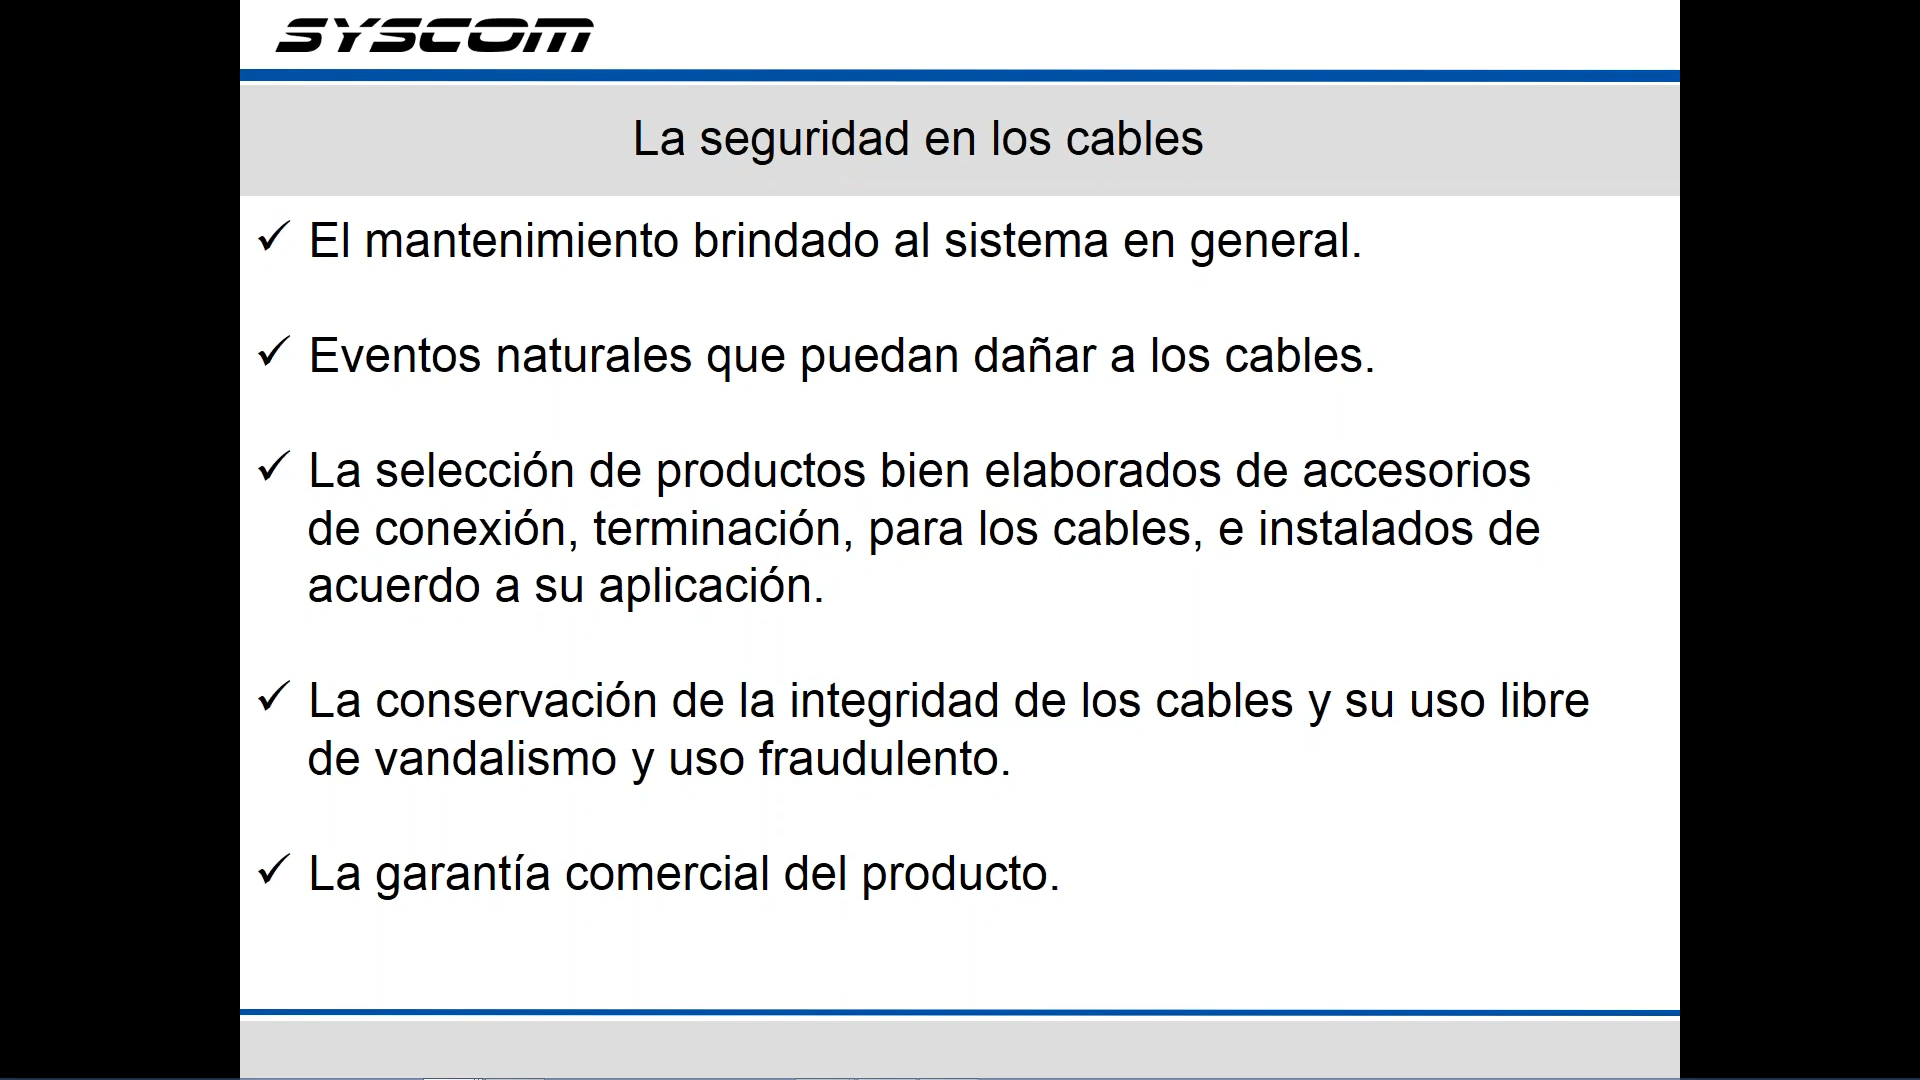 SYSCOM
La seguridad en los cables
✓ El mantenimiento brindado al sistema en general.
✓ Eventos naturales que puedan dañar a los cables.
✓ La selección de productos bien elaborados de accesorios
de conexión, terminación, para los cables, e instalados de
acuerdo a su aplicación.
✓ La conservación de la integridad de los cables y su uso libre
de vandalismo y uso fraudulento.
✓ La garantía comercial del producto.